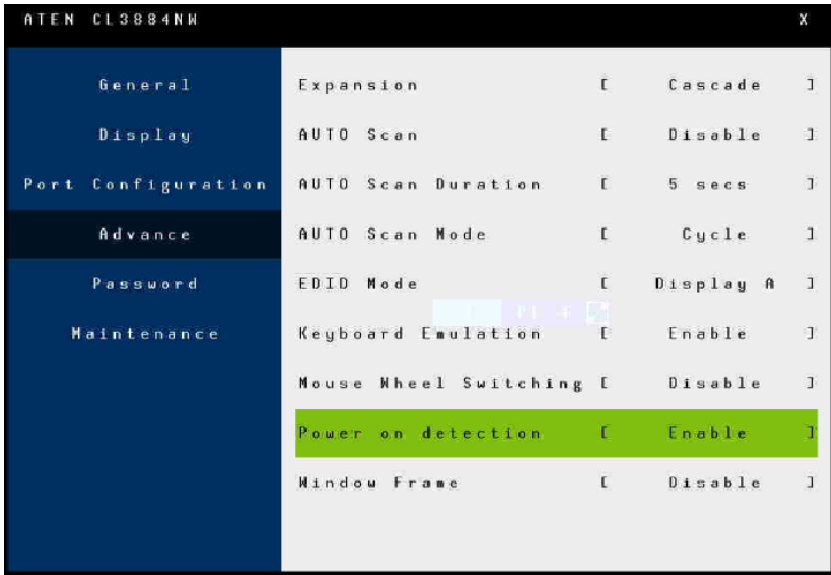 ATEN CL3884NW X
General
Display
Port Configuration
Advance
Password
Maintenance
Expansion [ Cascade ]
AUTO Scan [ Disable ]
AUTO Scan Duration [ 5 secs ]
AUTO Scan Mode [ Cycle ]
EDID Mode [ Display A ]
Keyboard Emulation [ Enable ]
Mouse Wheel Switching [ Disable ]
Power on detection [ Enable ]
Window Frame [ Disable ]